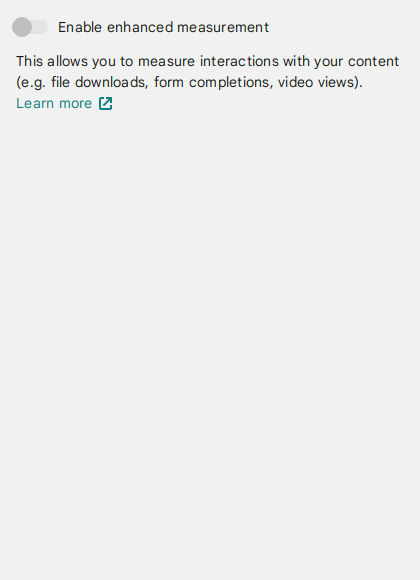 Enable enhanced measurement
This allows you to measure interactions with your content
(e.g. file downloads, form completions, video views).
Learn more